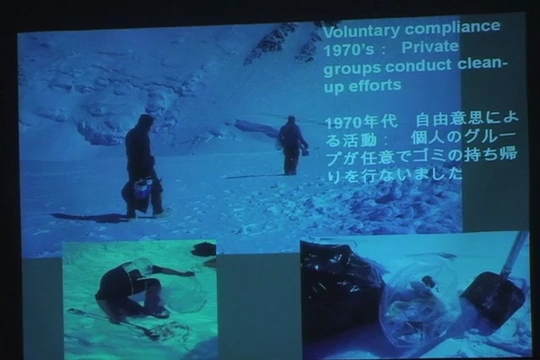 Voluntary compliance
1970's : Private
groups conduct clean-
up efforts
1970年代　自由意思によ
る活動：　個人のグルー
プが任意でゴミの持ち帰
りを行ないました